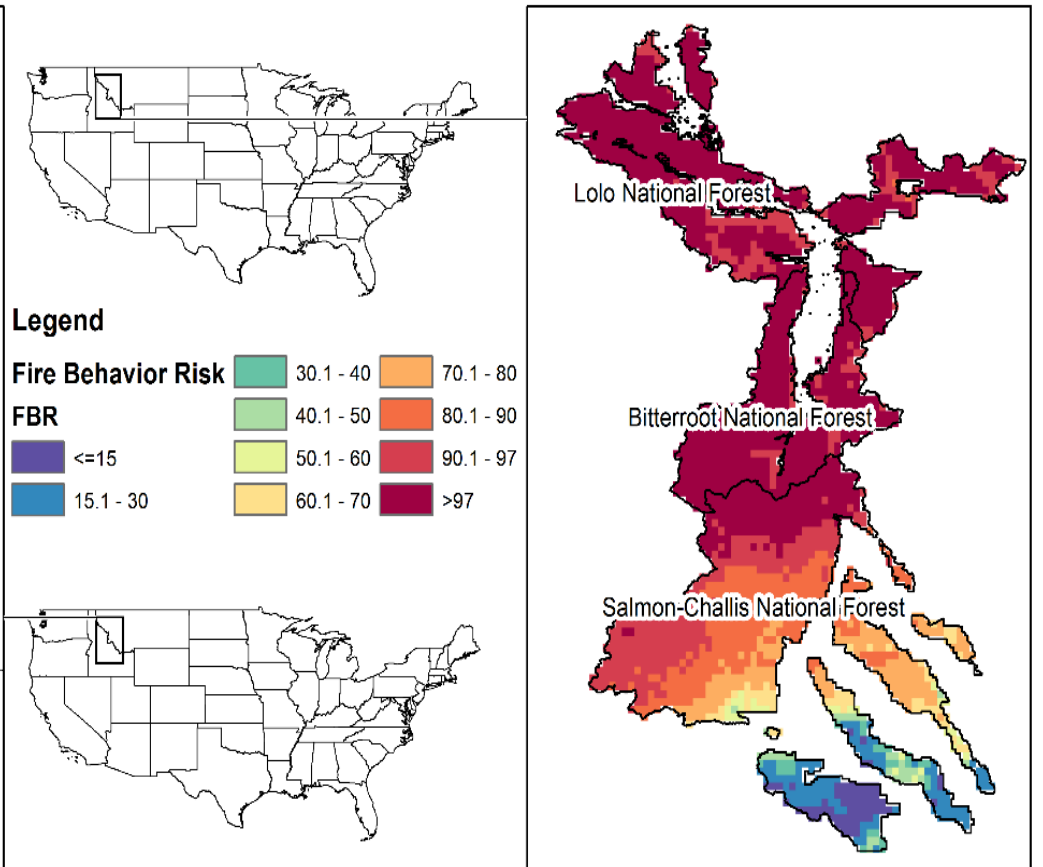 Legend
Fire Behavior Risk
FBR
<=15
15.1 - 30
30.1 - 40
40.1 - 50
50.1 - 60
60.1 - 70
70.1 - 80
80.1 - 90
90.1 - 97
>97
Lolo National Forest
Bitterroot National Forest
Salmon-Challis National Forest